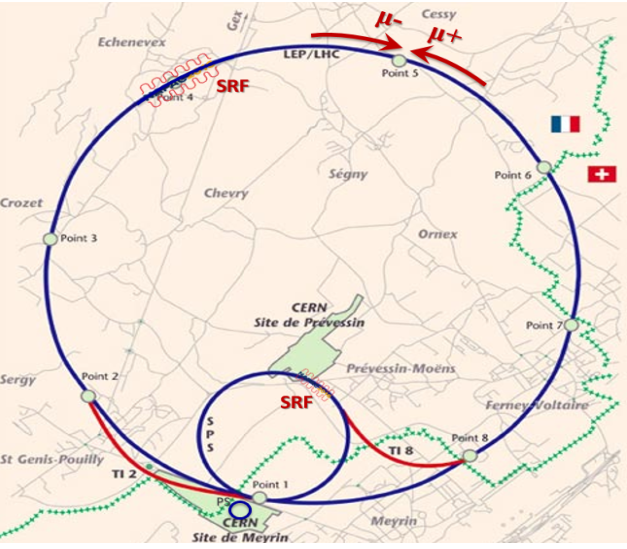 Cessy
μ-
μ+
Gex
Echenevex
LEP/LHC
Point 5
SRF
Point 4
Point 6
Ségny
Chevry
Crozet
Ornex
Point 3
CERN
Site de Prévessin
Point 7
Prévessin-Moëns
Point 2
Sergy
SRF
Ferney-Voltaire
SPS
Point 8
St Genis-Pouilly
TI 8
TI 2
Point 1
PS
CERN
Meyrin
Site de Meyrin